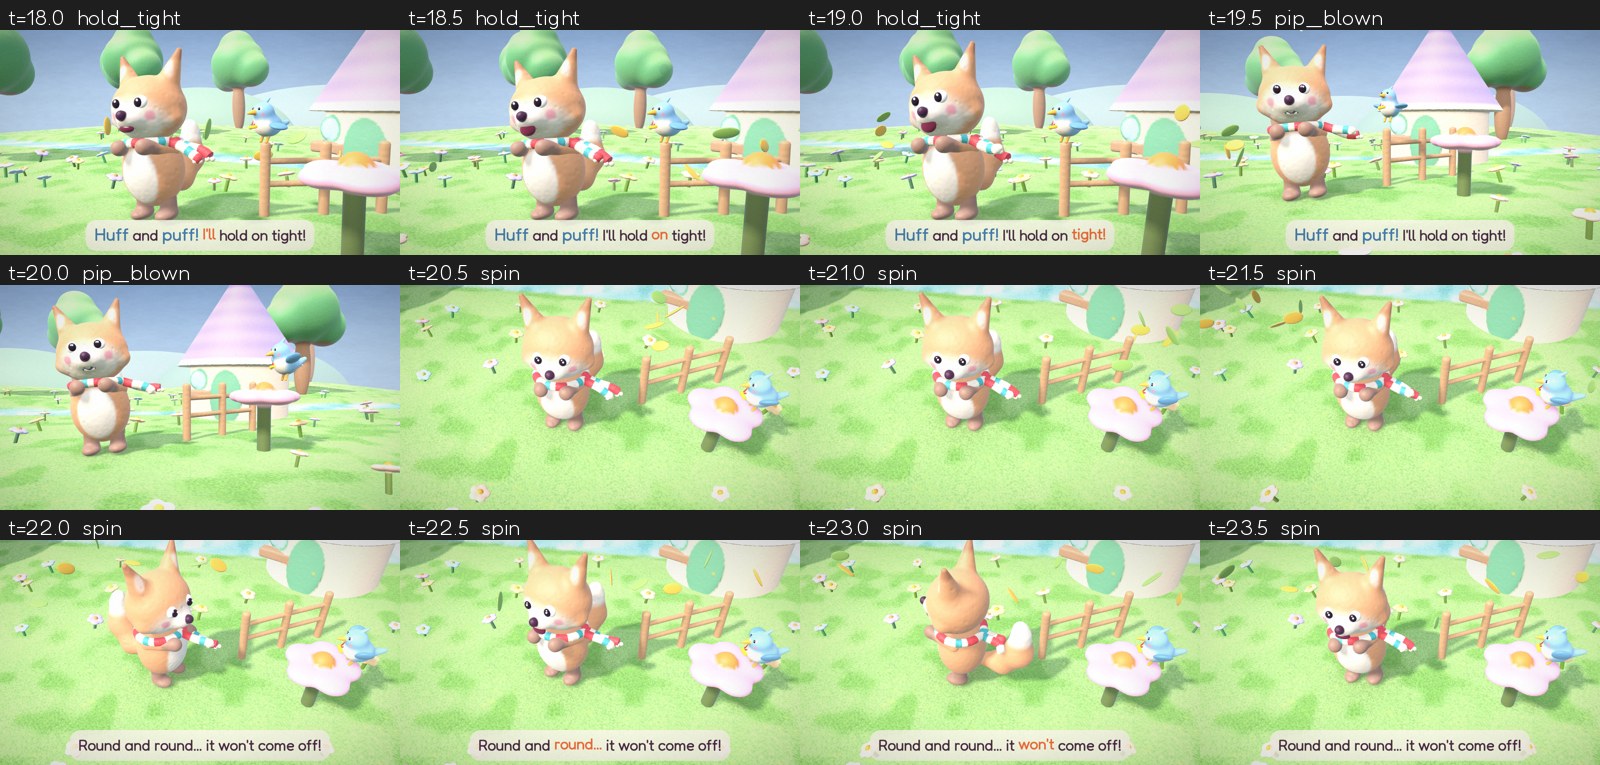 t=18.0 hold_tight
t=18.5 hold_tight
t=19.0 hold_tight
t=19.5 pip_blown
Huff and puff! I'll hold on tight!
Huff and puff! I'll hold on tight!
Huff and puff! I'll hold on tight!
Huff and puff! I'll hold on tight!
t=20.0 pip_blown
t=20.5 spin
t=21.0 spin
t=21.5 spin
t=22.0 spin
t=22.5 spin
t=23.0 spin
t=23.5 spin
Round and round... it won't come off!
Round and round... it won't come off!
Round and round... it won't come off!
Round and round... it won't come off!